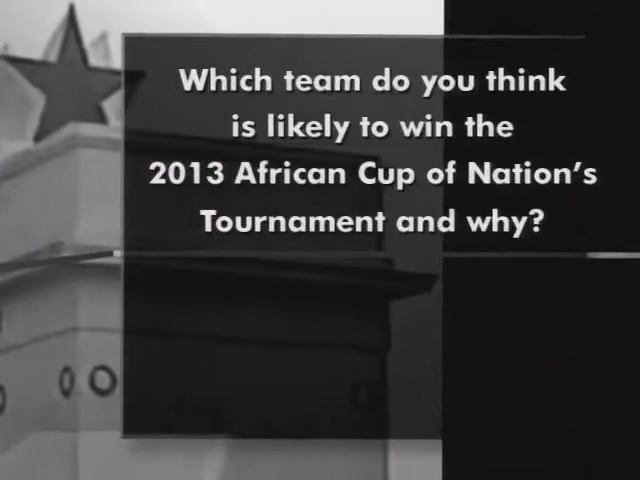 Which team do you think
is likely to win the
2013 African Cup of Nation's
Tournament and why?